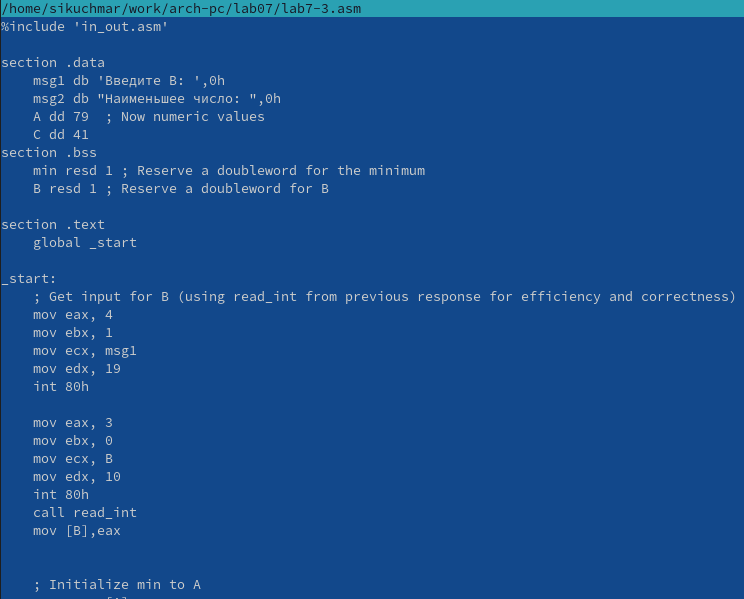 /home/sikuchmar/work/arch-pc/lab07/lab7-3.asm
%include 'in_out.asm'
section .data
    msg1 db 'Введите B: ',0h
    msg2 db "Наименьшее число: ",0h
    A dd 79  ; Now numeric values
    C dd 41
section .bss
    min resd 1 ; Reserve a doubleword for the minimum
    B resd 1 ; Reserve a doubleword for B
section .text
    global _start
_start:
    ; Get input for B (using read_int from previous response for efficiency and correctness)
    mov eax, 4
    mov ebx, 1
    mov ecx, msg1
    mov edx, 19
    int 80h
    mov eax, 3
    mov ebx, 0
    mov ecx, B
    mov edx, 10
    int 80h
    call read_int
    mov [B],eax
    ; Initialize min to A